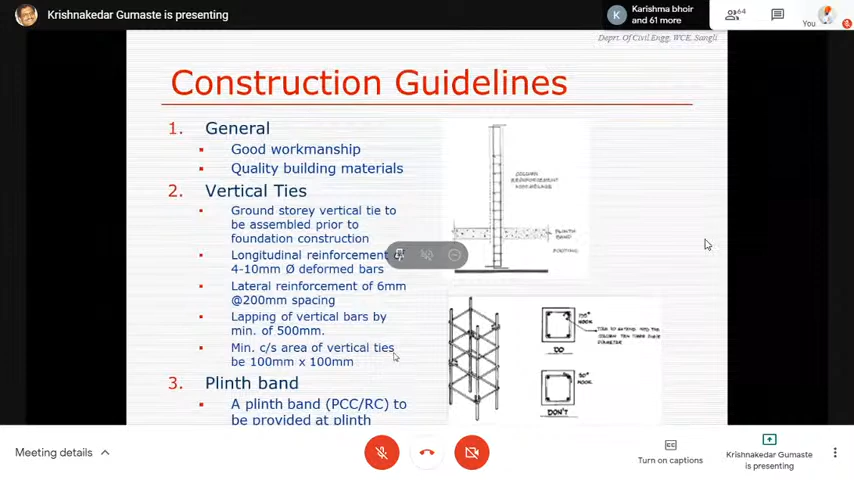 Krishnakedar Gumaste is presenting
K
Karishma bhoir
and 61 more
64
You
Deprt. Of Civil Engg. WCE, Sangli
Construction Guidelines
1. General
Good workmanship
Quality building materials
2. Vertical Ties
Ground storey vertical tie to
be assembled prior to
foundation construction
Longitudinal reinforcement
4-10mm Ø deformed bars
Lateral reinforcement of 6mm
@200mm spacing
Lapping of vertical bars by
min. of 500mm.
Min. c/s area of vertical ties
be 100mm x 100mm
3. Plinth band
A plinth band (PCC/RC) to
be provided at plinth
COLUMN
REINFORCEMENT
PLINTH
BAND
FOOTING
HOOK
DO
HOOK
DON'T
Meeting details
Turn on captions
Krishnakedar Gumaste
is presenting